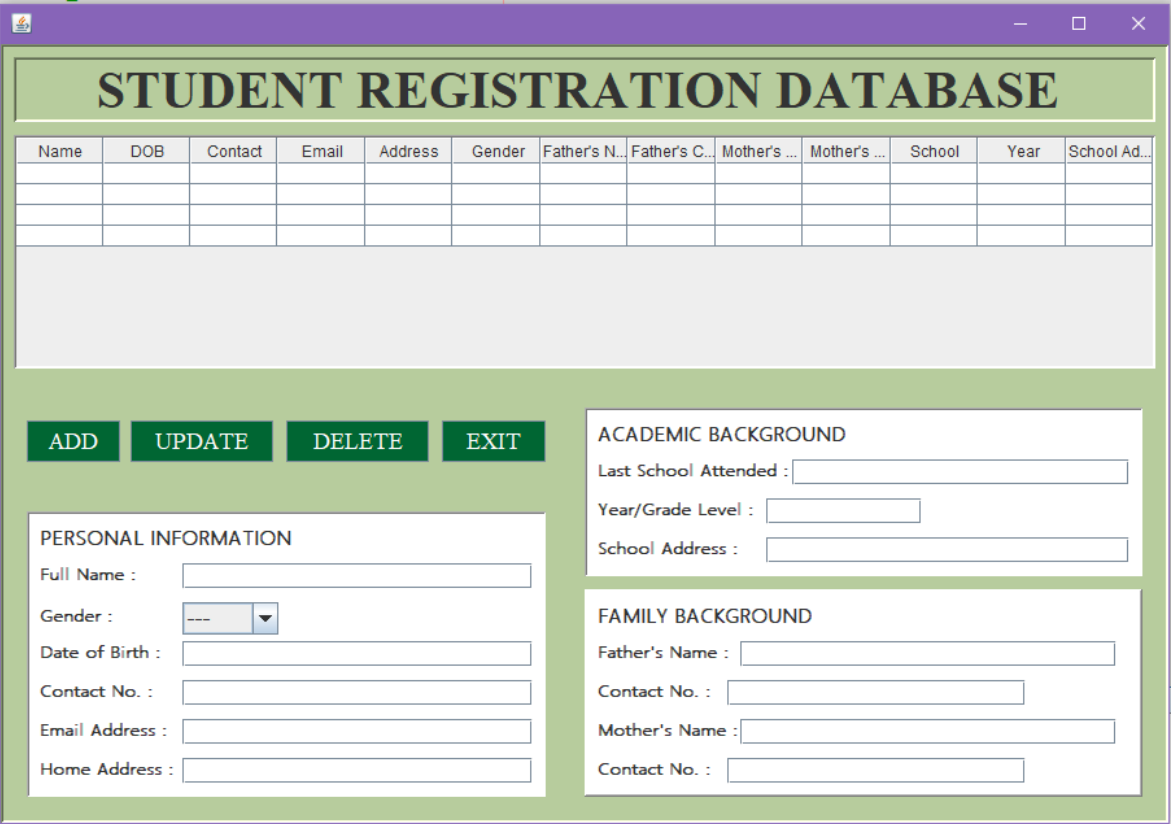 STUDENT REGISTRATION DATABASE
Name DOB Contact Email Address Gender Father's N... Father's C... Mother's ... Mother's ... School Year School Ad...
ADD UPDATE DELETE EXIT
PERSONAL INFORMATION
Full Name :
Gender : ---
Date of Birth :
Contact No. :
Email Address :
Home Address :
ACADEMIC BACKGROUND
Last School Attended :
Year/Grade Level :
School Address :
FAMILY BACKGROUND
Father's Name :
Contact No. :
Mother's Name :
Contact No. :